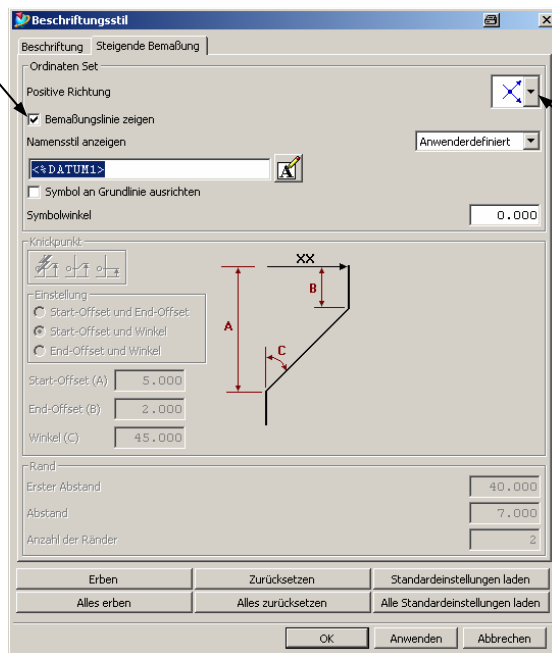 Beschriftungsstil
Beschriftung Steigende Bemaßung
Ordinaten Set
Positive Richtung
Bemaßungslinie zeigen
Namensstil anzeigen Anwenderdefiniert
<%DATUM1>
Symbol an Grundlinie ausrichten
Symbolwinkel 0.000
Knickpunkt
Einstellung
Start-Offset und End-Offset
Start-Offset und Winkel
End-Offset und Winkel
Start-Offset (A) 5.000
End-Offset (B) 2.000
Winkel (C) 45.000
XX
B
A
C
Rand
Erster Abstand 40.000
Abstand 7.000
Anzahl der Ränder 2
Erben Zurücksetzen Standardeinstellungen laden
Alles erben Alles zurücksetzen Alle Standardeinstellungen laden
OK Anwenden Abbrechen